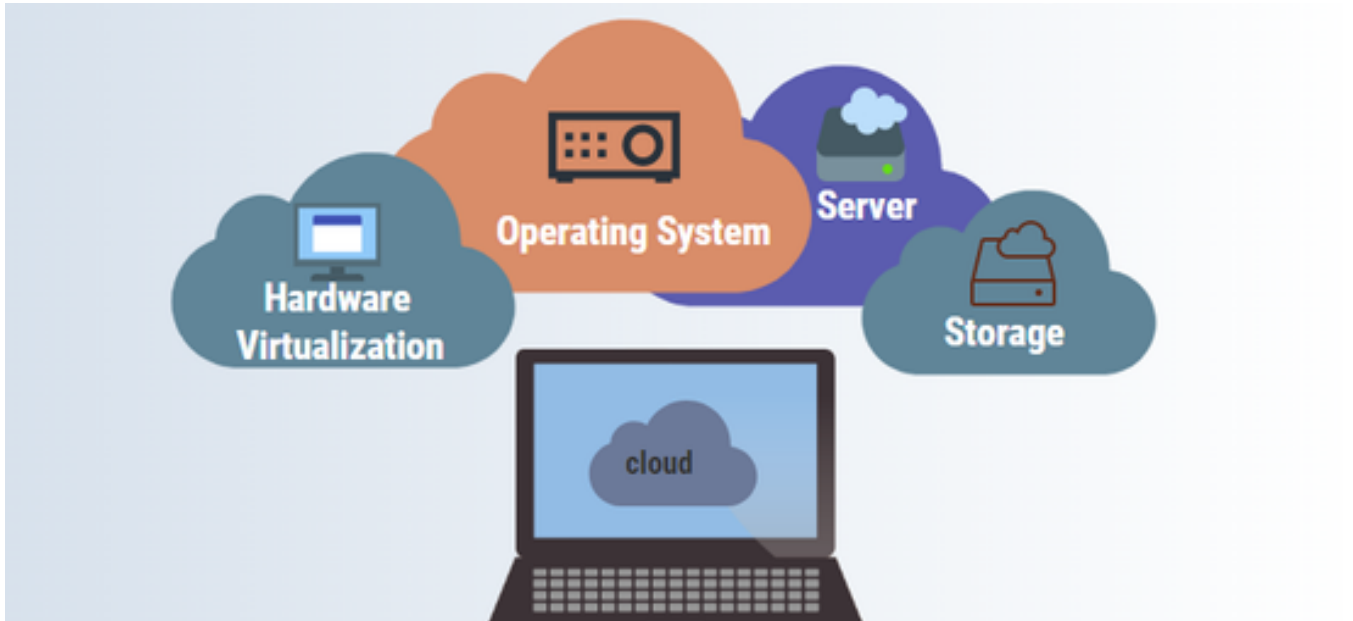 Operating System
Server
Hardware
Virtualization
Storage
cloud